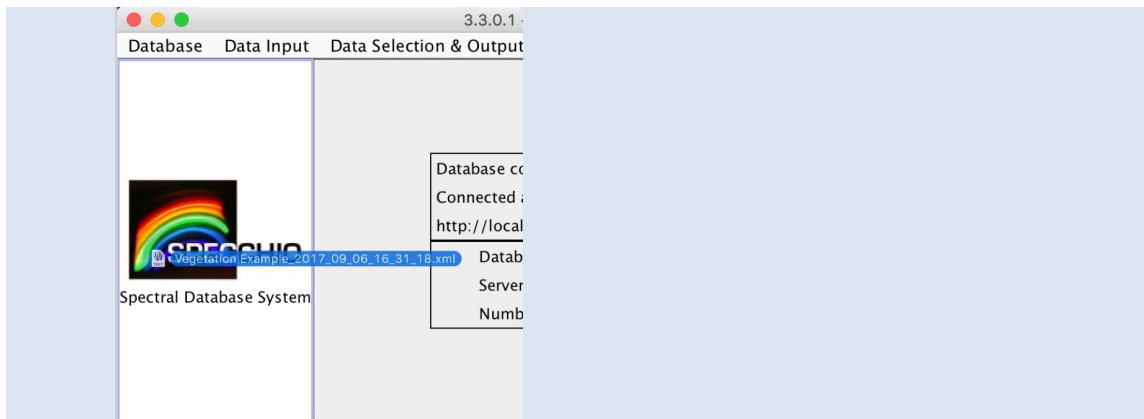 3.3.0.1
Database Data Input Data Selection & Output
Database co
Connected a
http://local
SPECCHIO
Vegetation Example_2017_09_06_16_31_18.xml
Datab
Server
Spectral Database System
Numb